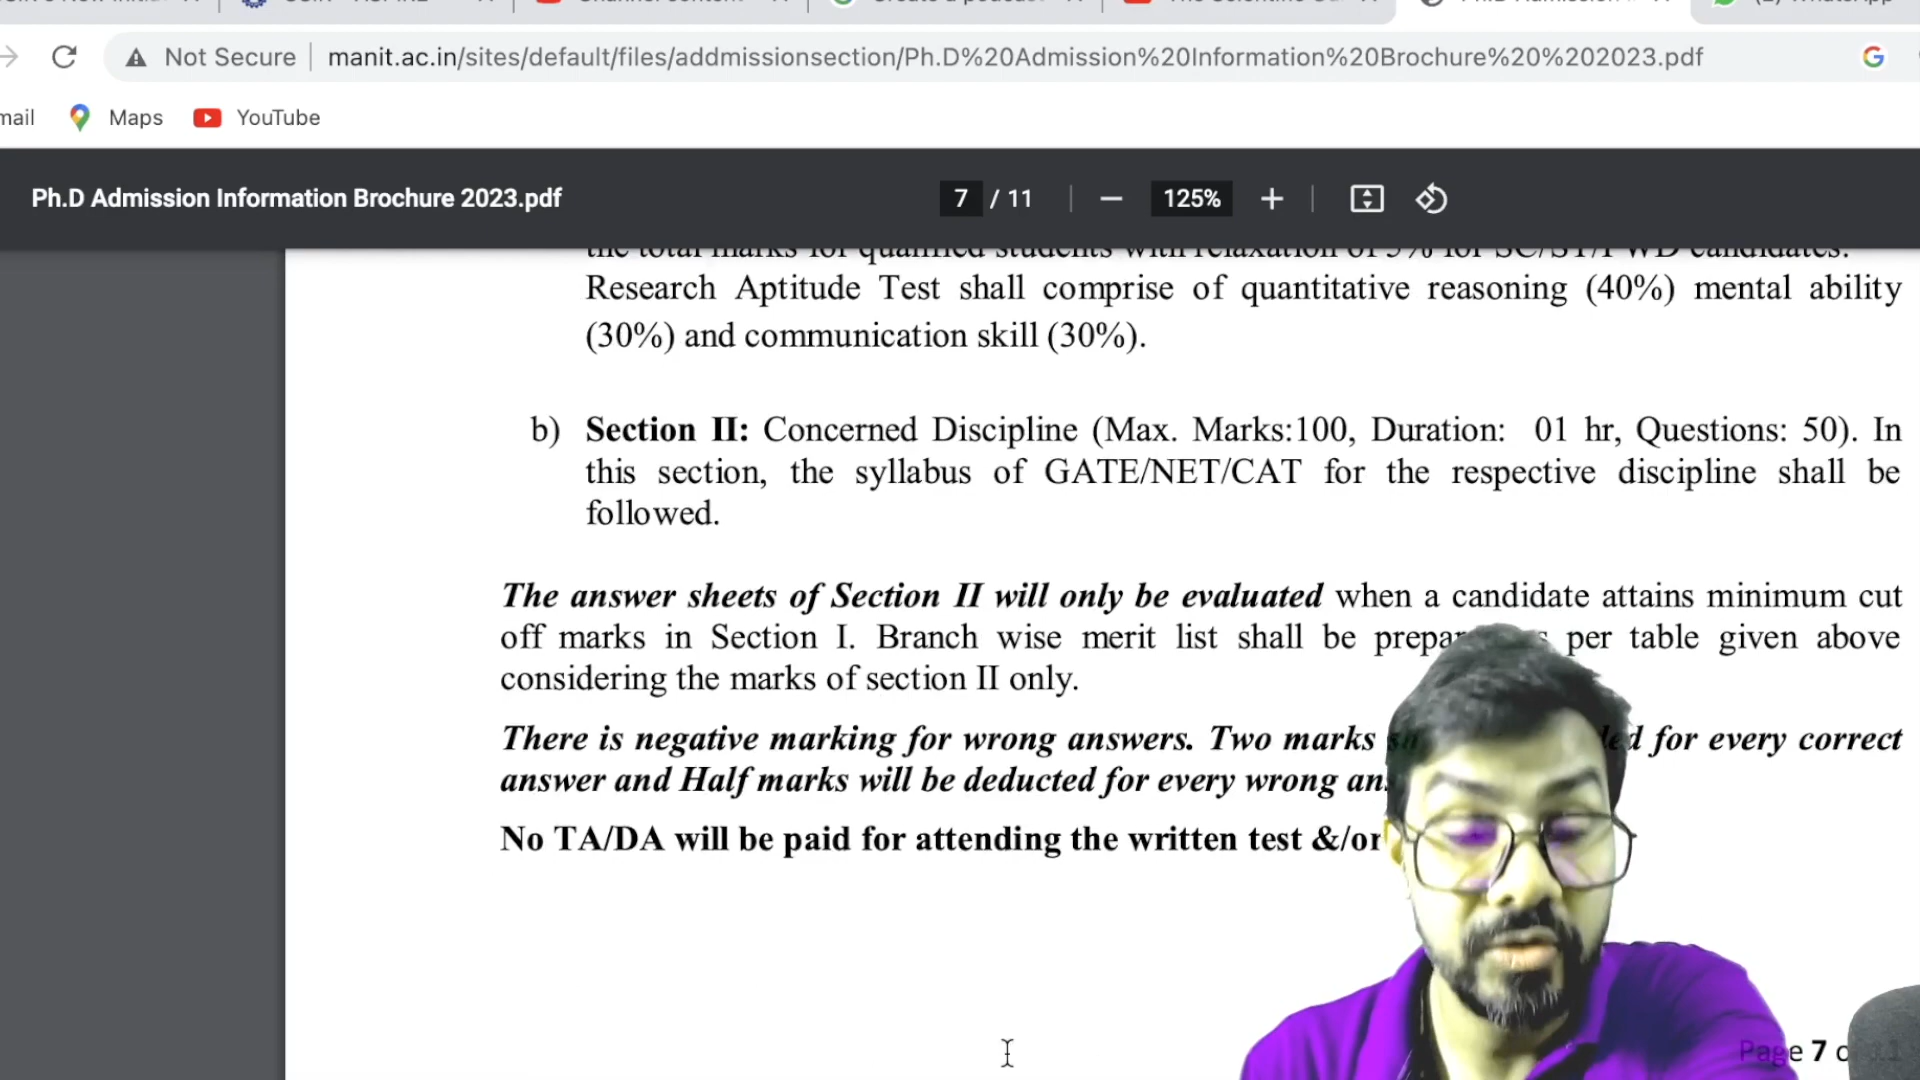 Not Secure manit.ac.in/sites/default/files/addmissionsection/Ph.D%20Admission%20Information%20Brochure%20%202023.pdf
mail Maps YouTube
Ph.D Admission Information Brochure 2023.pdf 7 / 11 125%
the total marks for qualified students with relaxation of 5% for SC/ST/PWD candidates.
Research Aptitude Test shall comprise of quantitative reasoning (40%) mental ability
(30%) and communication skill (30%).
b) Section II: Concerned Discipline (Max. Marks:100, Duration: 01 hr, Questions: 50). In
this section, the syllabus of GATE/NET/CAT for the respective discipline shall be
followed.
The answer sheets of Section II will only be evaluated when a candidate attains minimum cut
off marks in Section I. Branch wise merit list shall be per table given above
considering the marks of section II only.
There is negative marking for wrong answers. Two marks for every correct
answer and Half marks will be deducted for every wrong
No TA/DA will be paid for attending the written test &/or
Page 7